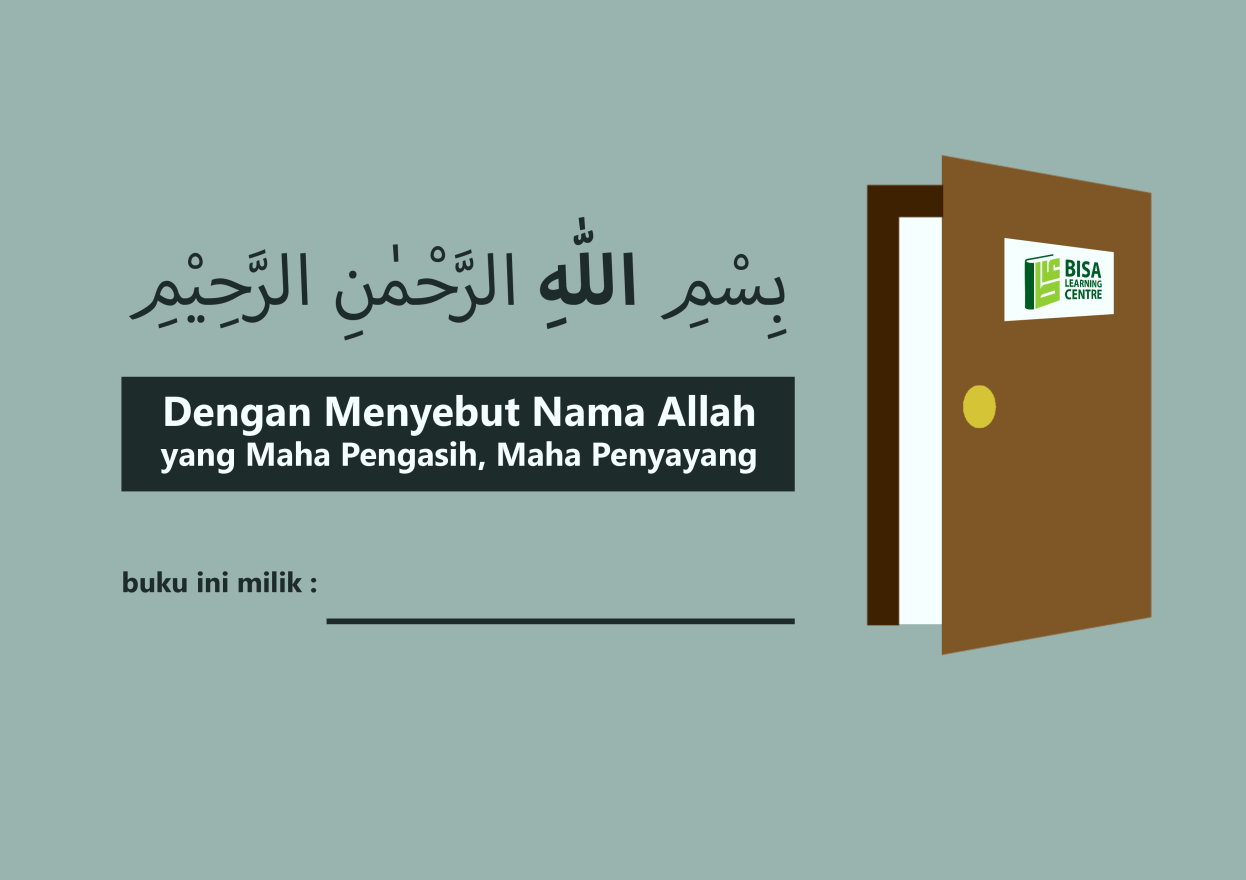 بِسْمِ اللّٰهِ الرَّحْمٰنِ الرَّحِيْمِ
Dengan Menyebut Nama Allah
yang Maha Pengasih, Maha Penyayang
buku ini milik :
BISA
LEARNING
CENTRE